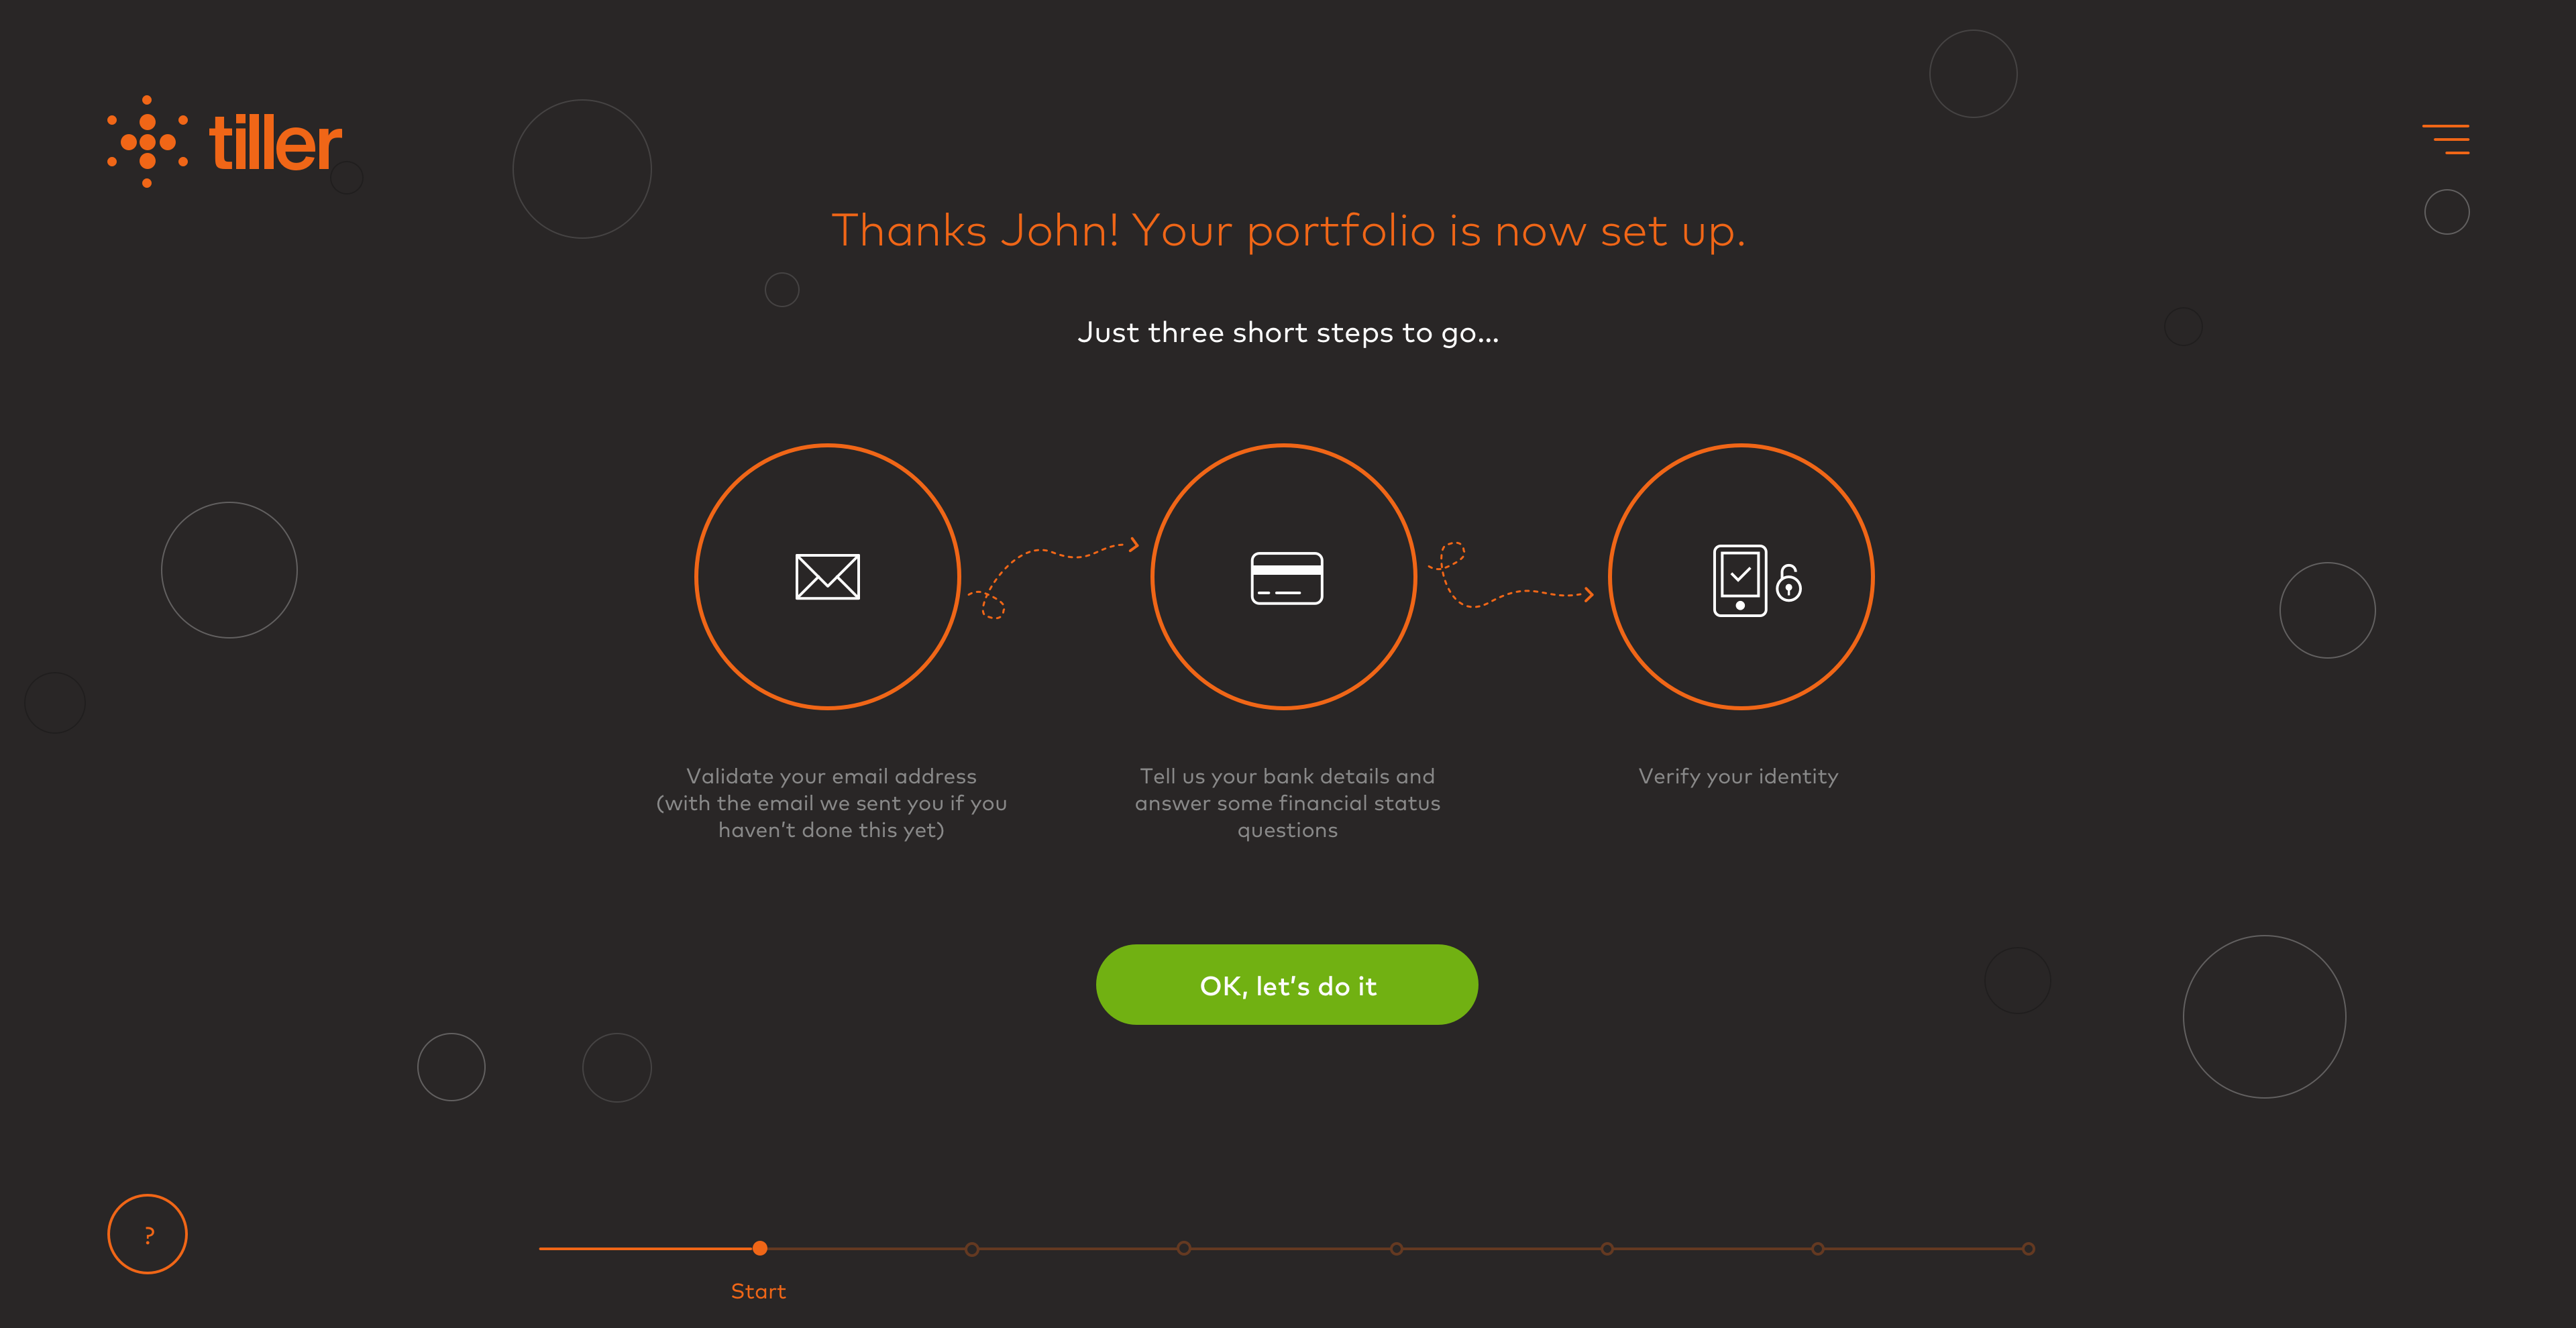 tiller
Thanks John! Your portfolio is now set up.
Just three short steps to go...
Validate your email address
(with the email we sent you if you
haven’t done this yet)
Tell us your bank details and
answer some financial status
questions
Verify your identity
OK, let’s do it
?
Start